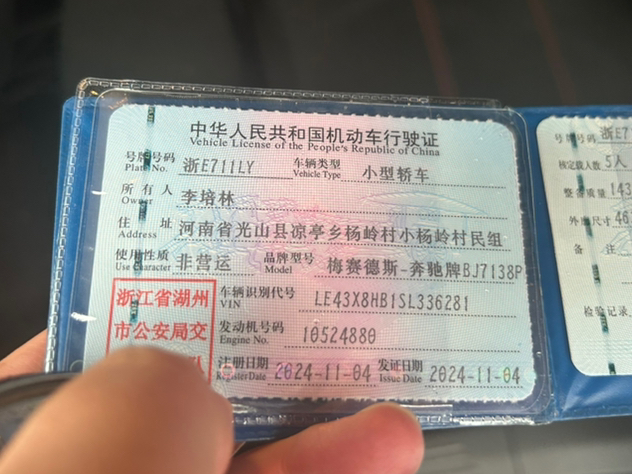 中华人民共和国机动车行驶证
Vehicle License of the People's Republic of China
号牌号码 浙E711LY 车辆类型 小型轿车
Plate No. Vehicle Type
所有人 李培林
Owner
住址 河南省光山县凉亭乡杨岭村小杨岭村民组
Address
使用性质 非营运 品牌型号 梅赛德斯-奔驰牌BJ7138P
Use Character Model
浙江省湖州
市公安局交
车辆识别代号 LE43X8HB1SL336281
VIN
发动机号码 10524880
Engine No.
注册日期 2024-11-04 发证日期 2024-11-04
Register Date Issue Date
号牌号码 浙E7
核定载人数 5人
整备质量 143
外廓尺寸 46
备注
检验记录